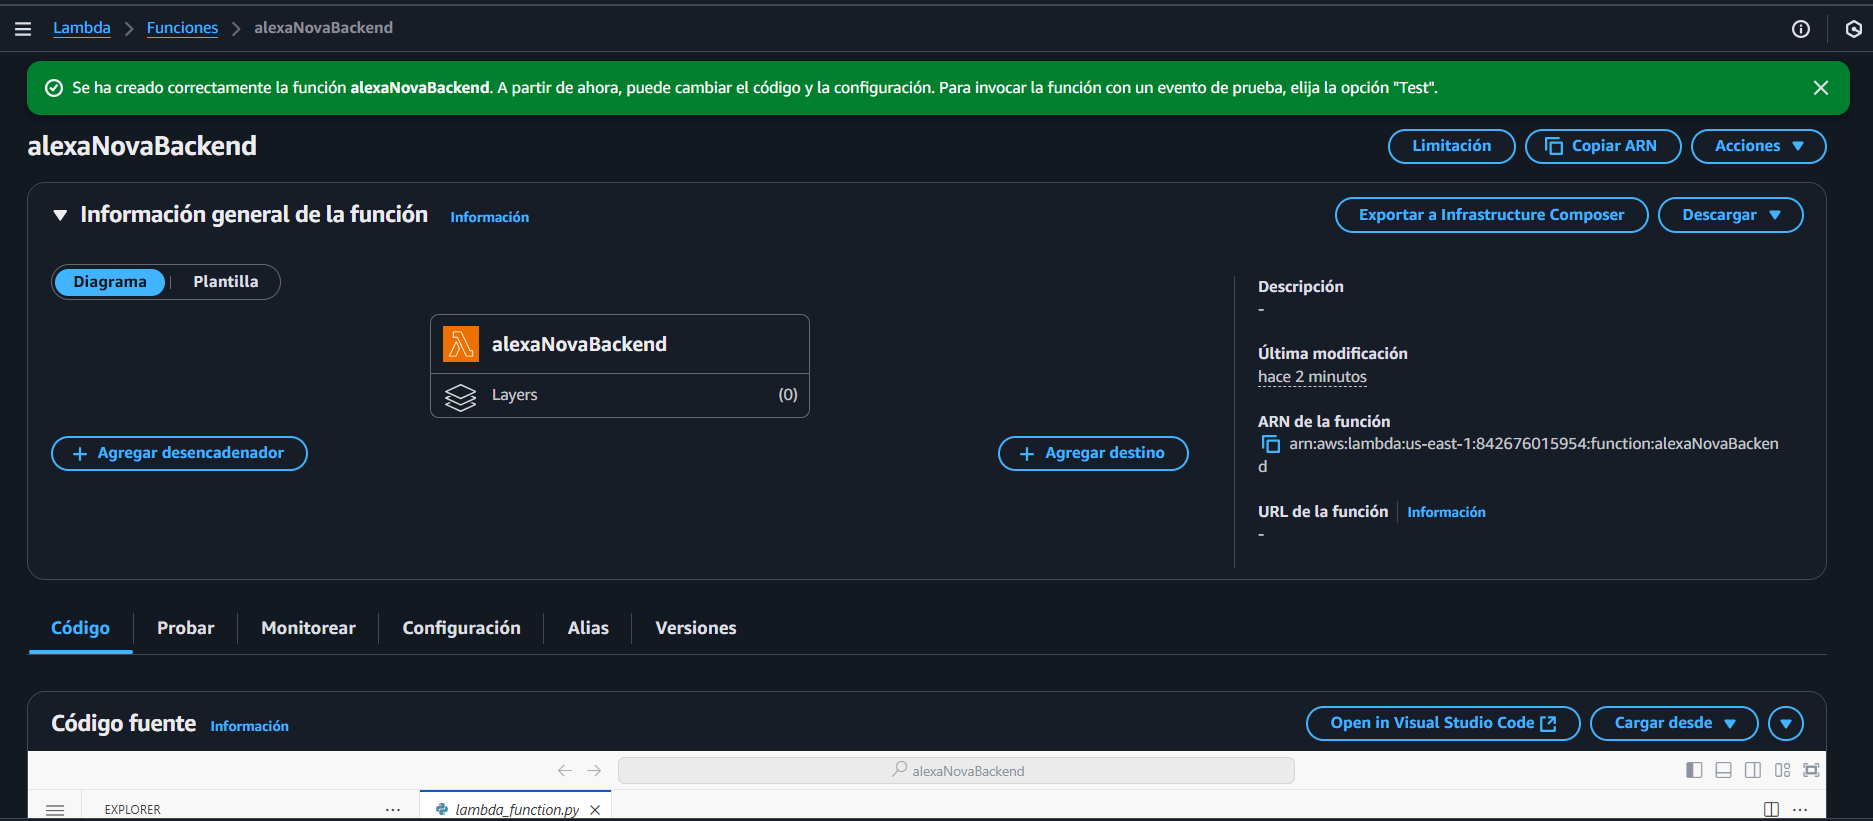 Lambda > Funciones > alexaNovaBackend
Se ha creado correctamente la función alexaNovaBackend. A partir de ahora, puede cambiar el código y la configuración. Para invocar la función con un evento de prueba, elija la opción "Test".
alexaNovaBackend
Limitación
Copiar ARN
Acciones
Información general de la función
Información
Exportar a Infrastructure Composer
Descargar
Diagrama
Plantilla
alexaNovaBackend
Layers
(0)
Agregar desencadenador
Agregar destino
Descripción
-
Última modificación
hace 2 minutos
ARN de la función
arn:aws:lambda:us-east-1:842676015954:function:alexaNovaBacken
d
URL de la función
Información
-
Código
Probar
Monitorear
Configuración
Alias
Versiones
Código fuente
Información
Open in Visual Studio Code
Cargar desde
alexaNovaBackend
EXPLORER
lambda_function.py